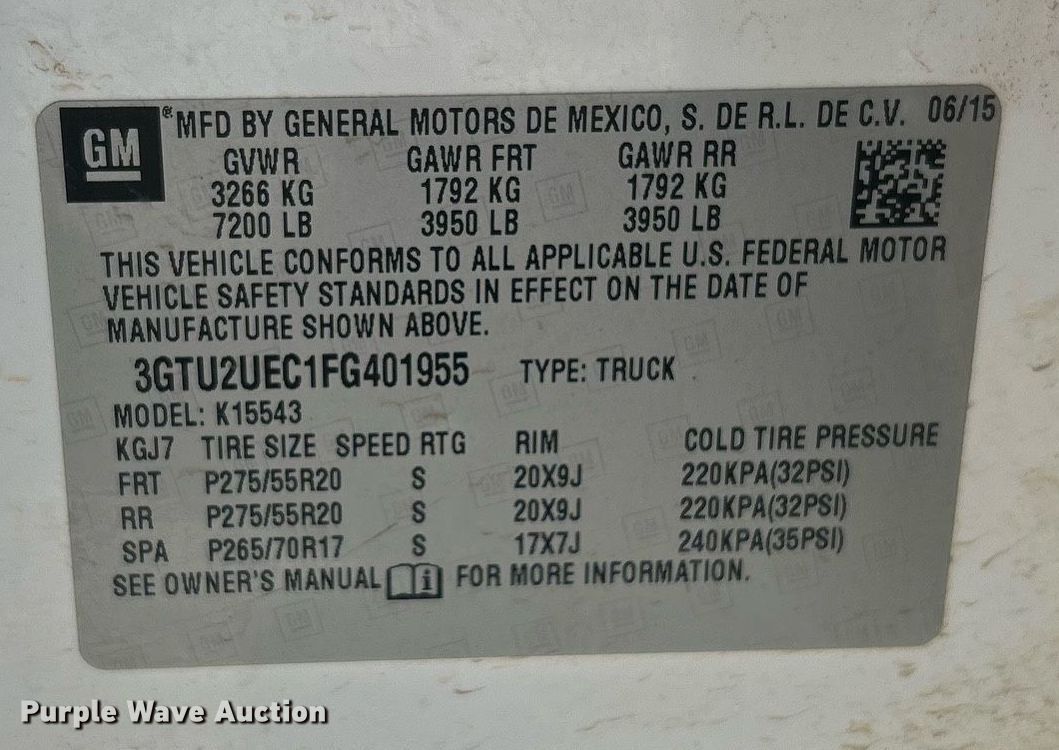 GM
®MFD BY GENERAL MOTORS DE MEXICO, S. DE R.L. DE C.V. 06/15
GVWR GAWR FRT GAWR RR
3266 KG 1792 KG 1792 KG
7200 LB 3950 LB 3950 LB
THIS VEHICLE CONFORMS TO ALL APPLICABLE U.S. FEDERAL MOTOR
VEHICLE SAFETY STANDARDS IN EFFECT ON THE DATE OF
MANUFACTURE SHOWN ABOVE.
3GTU2UEC1FG401955 TYPE: TRUCK
MODEL: K15543
KGJ7 TIRE SIZE SPEED RTG RIM COLD TIRE PRESSURE
FRT P275/55R20 S 20X9J 220KPA(32PSI)
RR P275/55R20 S 20X9J 220KPA(32PSI)
SPA P265/70R17 S 17X7J 240KPA(35PSI)
SEE OWNER'S MANUAL i FOR MORE INFORMATION.
Purple Wave Auction